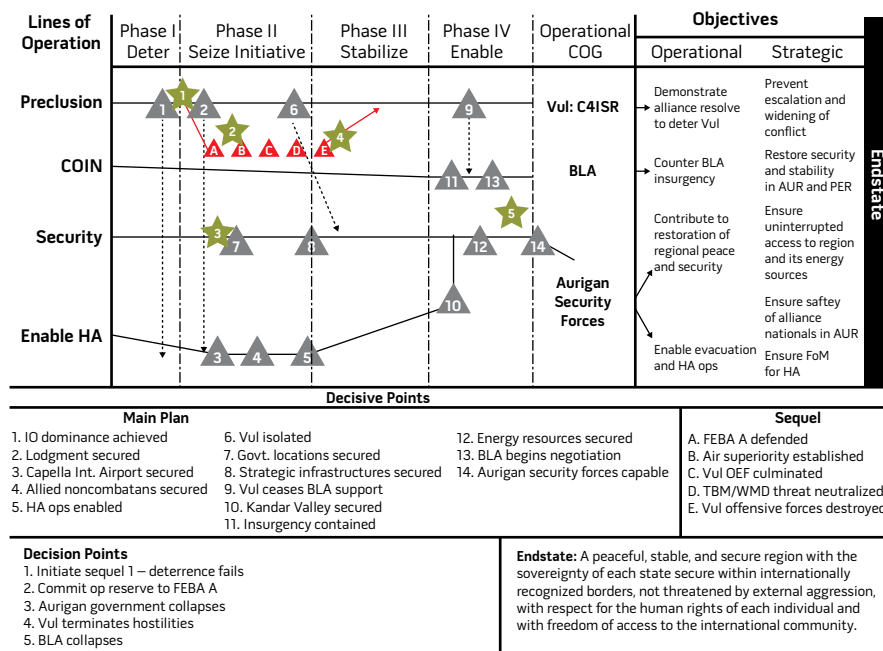 Lines of
Operation
Phase I
Deter
Phase II
Seize Initiative
Phase III
Stabilize
Phase IV
Enable
Operational
COG
Objectives
Operational
Strategic
Preclusion
1
1
2
2
6
4
9
A
B
C
D
E
Vul: C4ISR
Demonstrate
alliance resolve
to deter Vul
Prevent
escalation and
widening of
conflict
COIN
11
13
BLA
Counter BLA
insurgency
Restore security
and stability
in AUR and PER
Security
3
7
8
5
12
14
10
Aurigan
Security
Forces
Contribute to
restoration of
regional peace
and security
Ensure
uninterrupted
access to region
and its energy
sources
Ensure saftey
of alliance
nationals in AUR
Enable HA
3
4
5
Enable evacuation
and HA ops
Ensure FoM
for HA
Endstate
Decisive Points
Main Plan
1. IO dominance achieved
2. Lodgment secured
3. Capella Int. Airport secured
4. Allied noncombatans secured
5. HA ops enabled
6. Vul isolated
7. Govt. locations secured
8. Strategic infrastructures secured
9. Vul ceases BLA support
10. Kandar Valley secured
11. Insurgency contained
12. Energy resources secured
13. BLA begins negotiation
14. Aurigan security forces capable
Sequel
A. FEBA A defended
B. Air superiority established
C. Vul OEF culminated
D. TBM/WMD threat neutralized
E. Vul offensive forces destroyed
Decision Points
1. Initiate sequel 1 – deterrence fails
2. Commit op reserve to FEBA A
3. Aurigan government collapses
4. Vul terminates hostilities
5. BLA collapses
Endstate: A peaceful, stable, and secure region with the
sovereignty of each state secure within internationally
recognized borders, not threatened by external aggression,
with respect for the human rights of each individual and
with freedom of access to the international community.